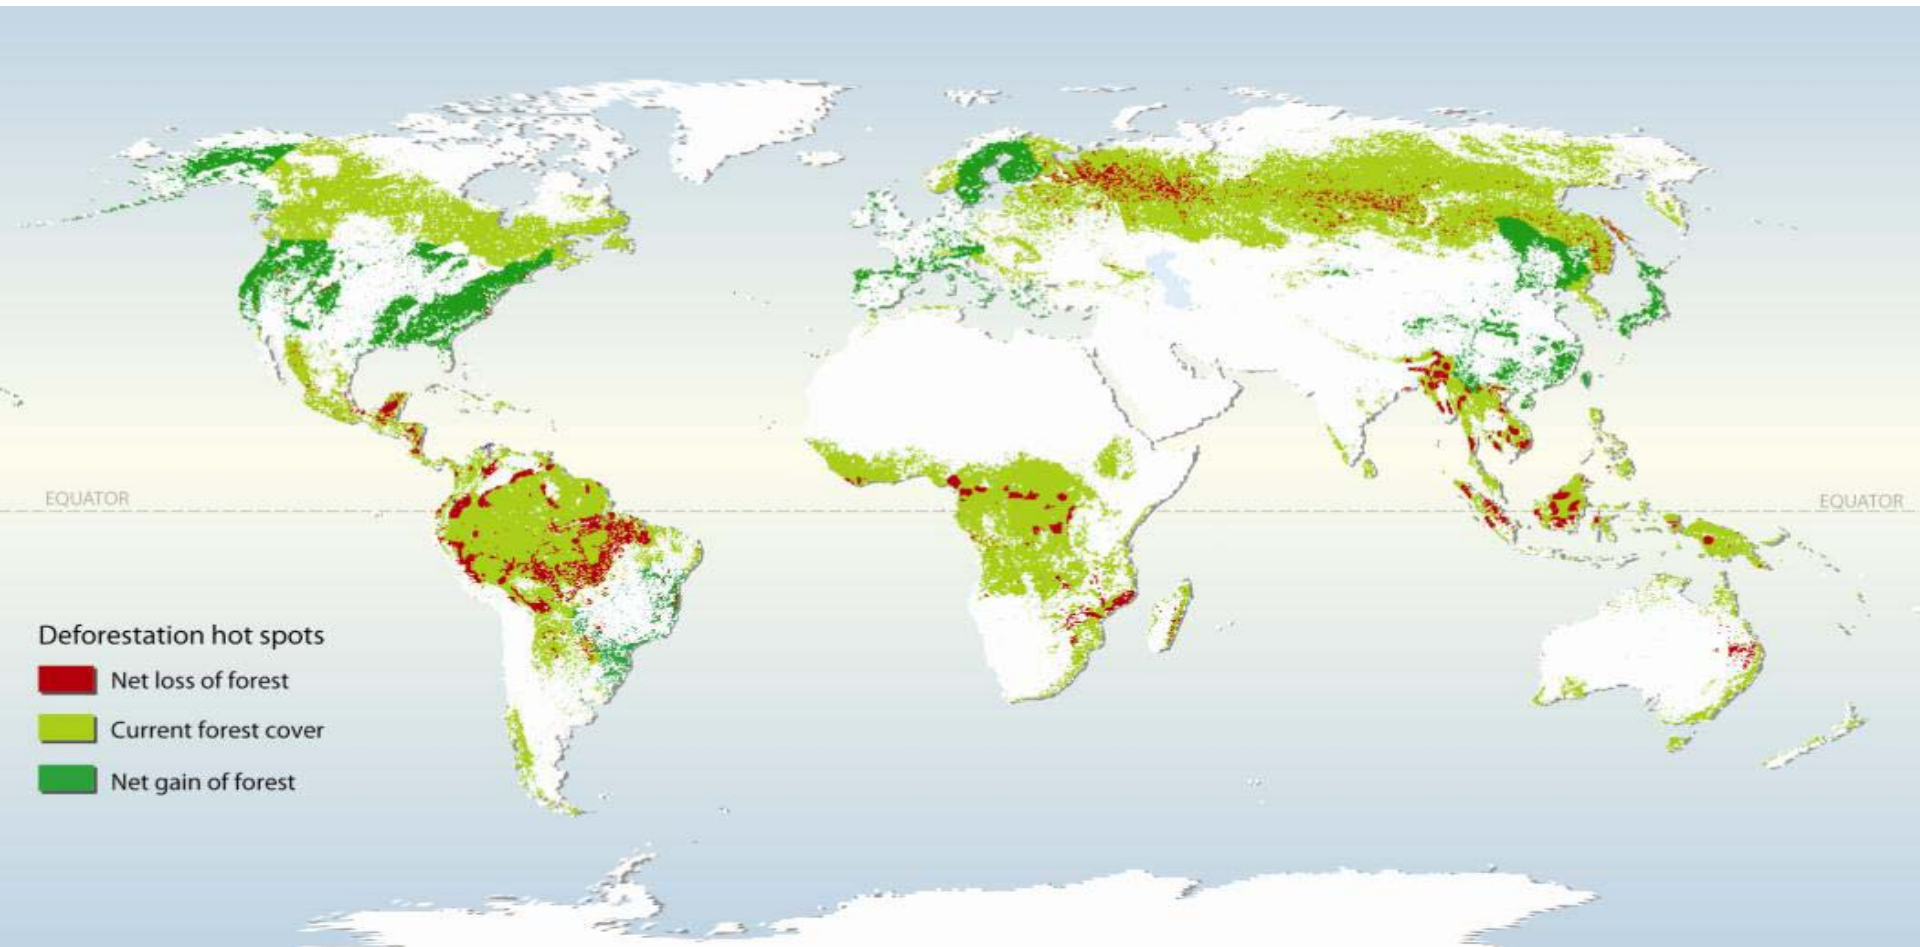 EQUATOR
EQUATOR
Deforestation hot spots
Net loss of forest
Current forest cover
Net gain of forest